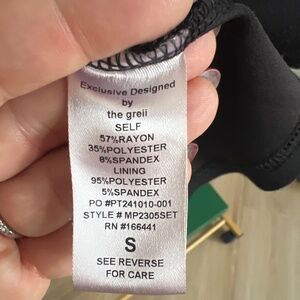 Exclusive Designed
by
the greii
SELF
57%RAYON
35%POLYESTER
8%SPANDEX
LINING
95%POLYESTER
5%SPANDEX
PO #PT241010-001
STYLE # MP2305SET
RN #166441
S
SEE REVERSE
FOR CARE